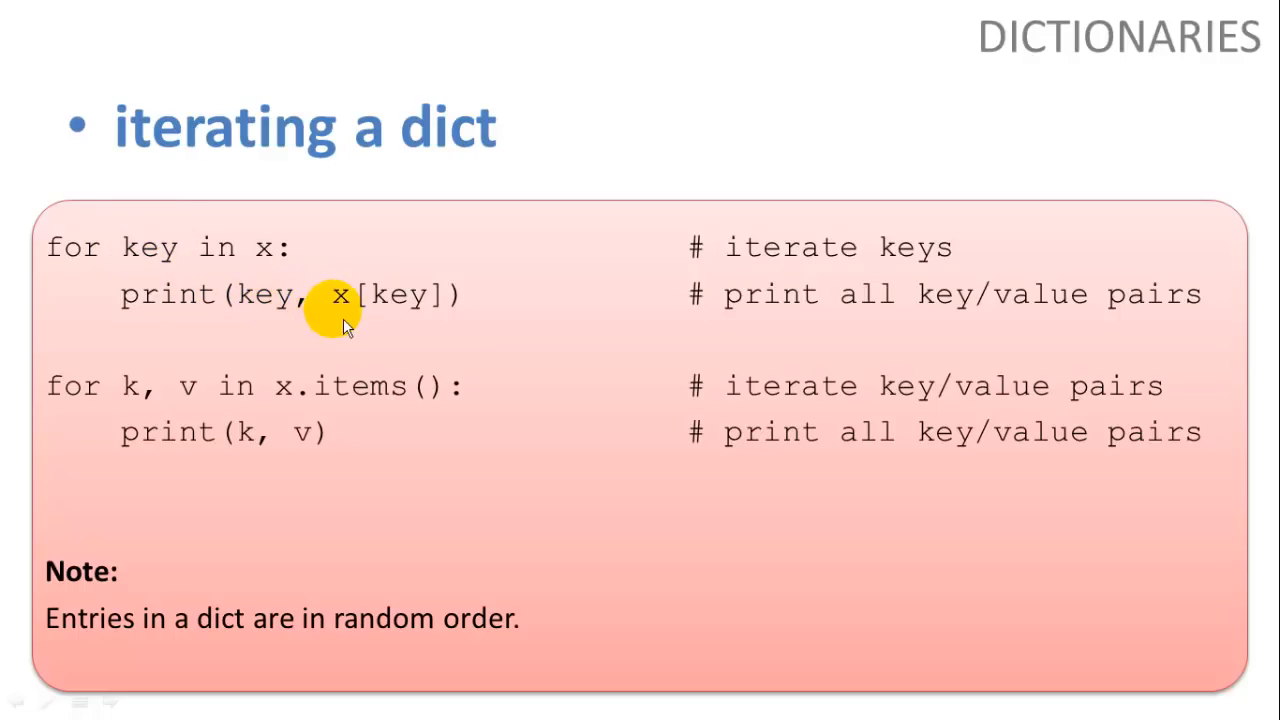 DICTIONARIES
• iterating a dict
for key in x: # iterate keys
print(key, x[key]) # print all key/value pairs
for k, v in x.items(): # iterate key/value pairs
print(k, v) # print all key/value pairs
Note:
Entries in a dict are in random order.